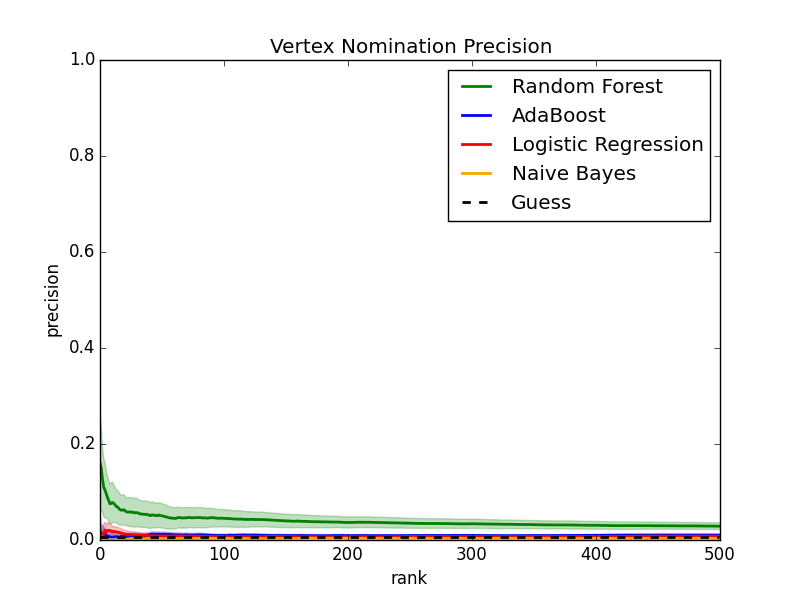 Vertex Nomination Precision
1.0
0.8
0.6
0.4
0.2
0.0
precision
Random Forest
AdaBoost
Logistic Regression
Naive Bayes
Guess
0 100 200 300 400 500
rank